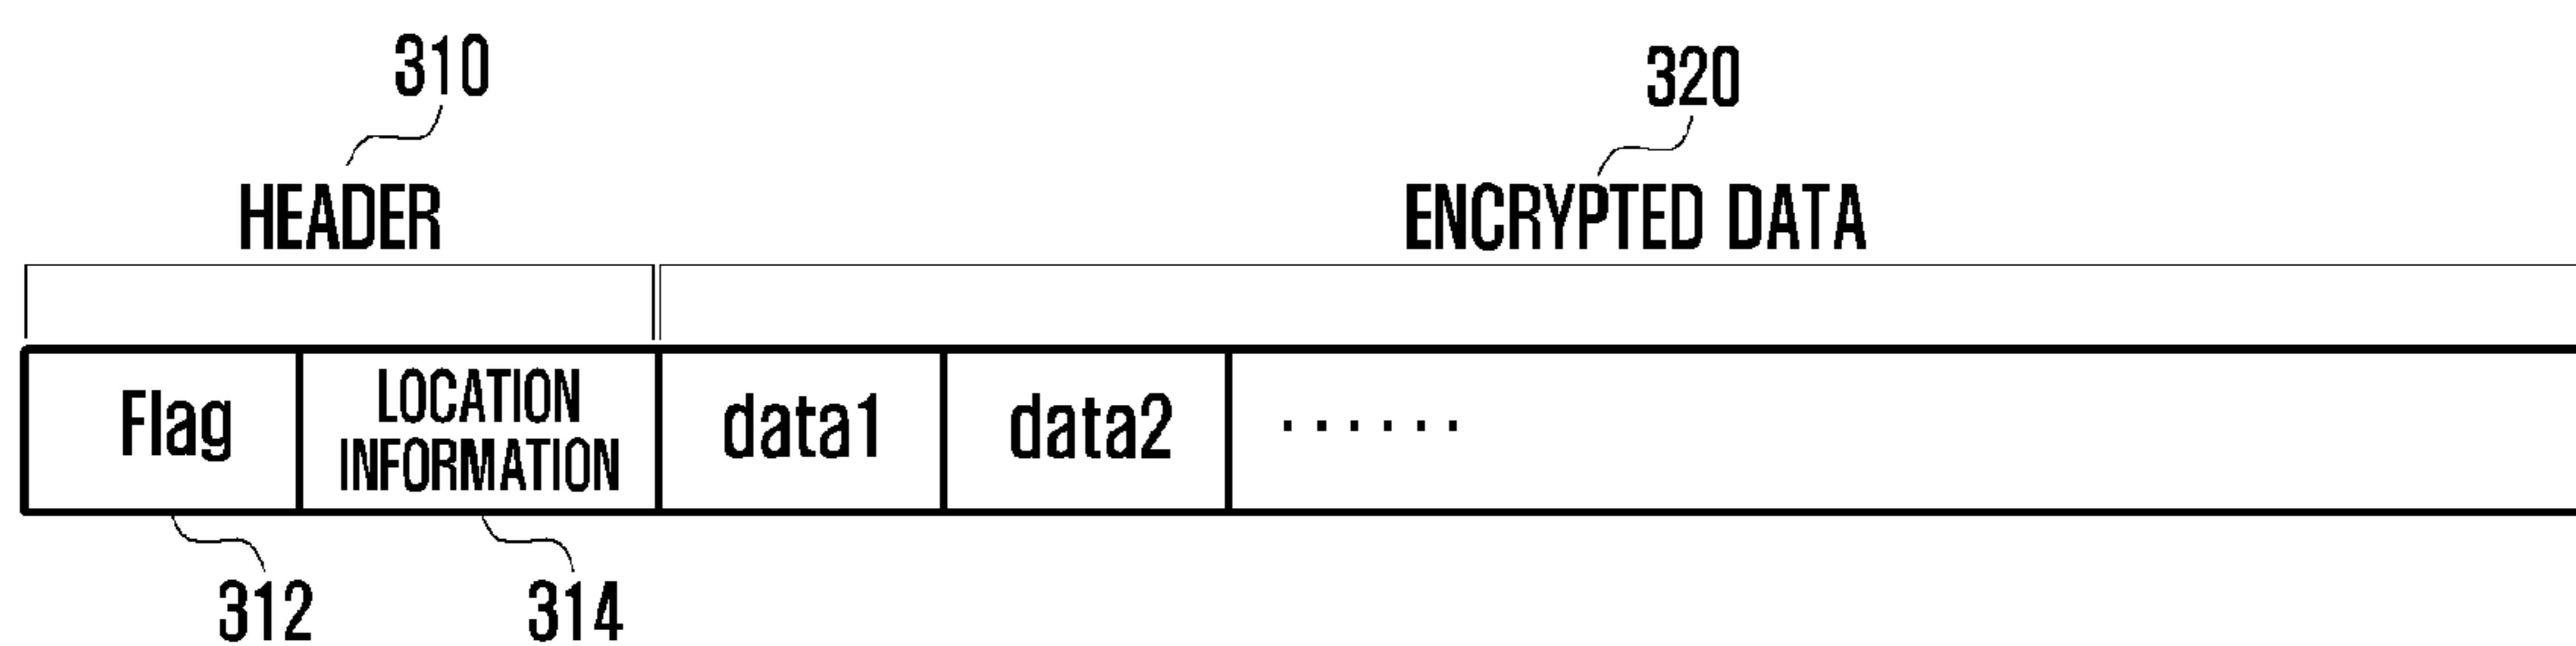 310
320
HEADER
ENCRYPTED DATA
Flag
LOCATION
INFORMATION
data1
data2
......
312
314